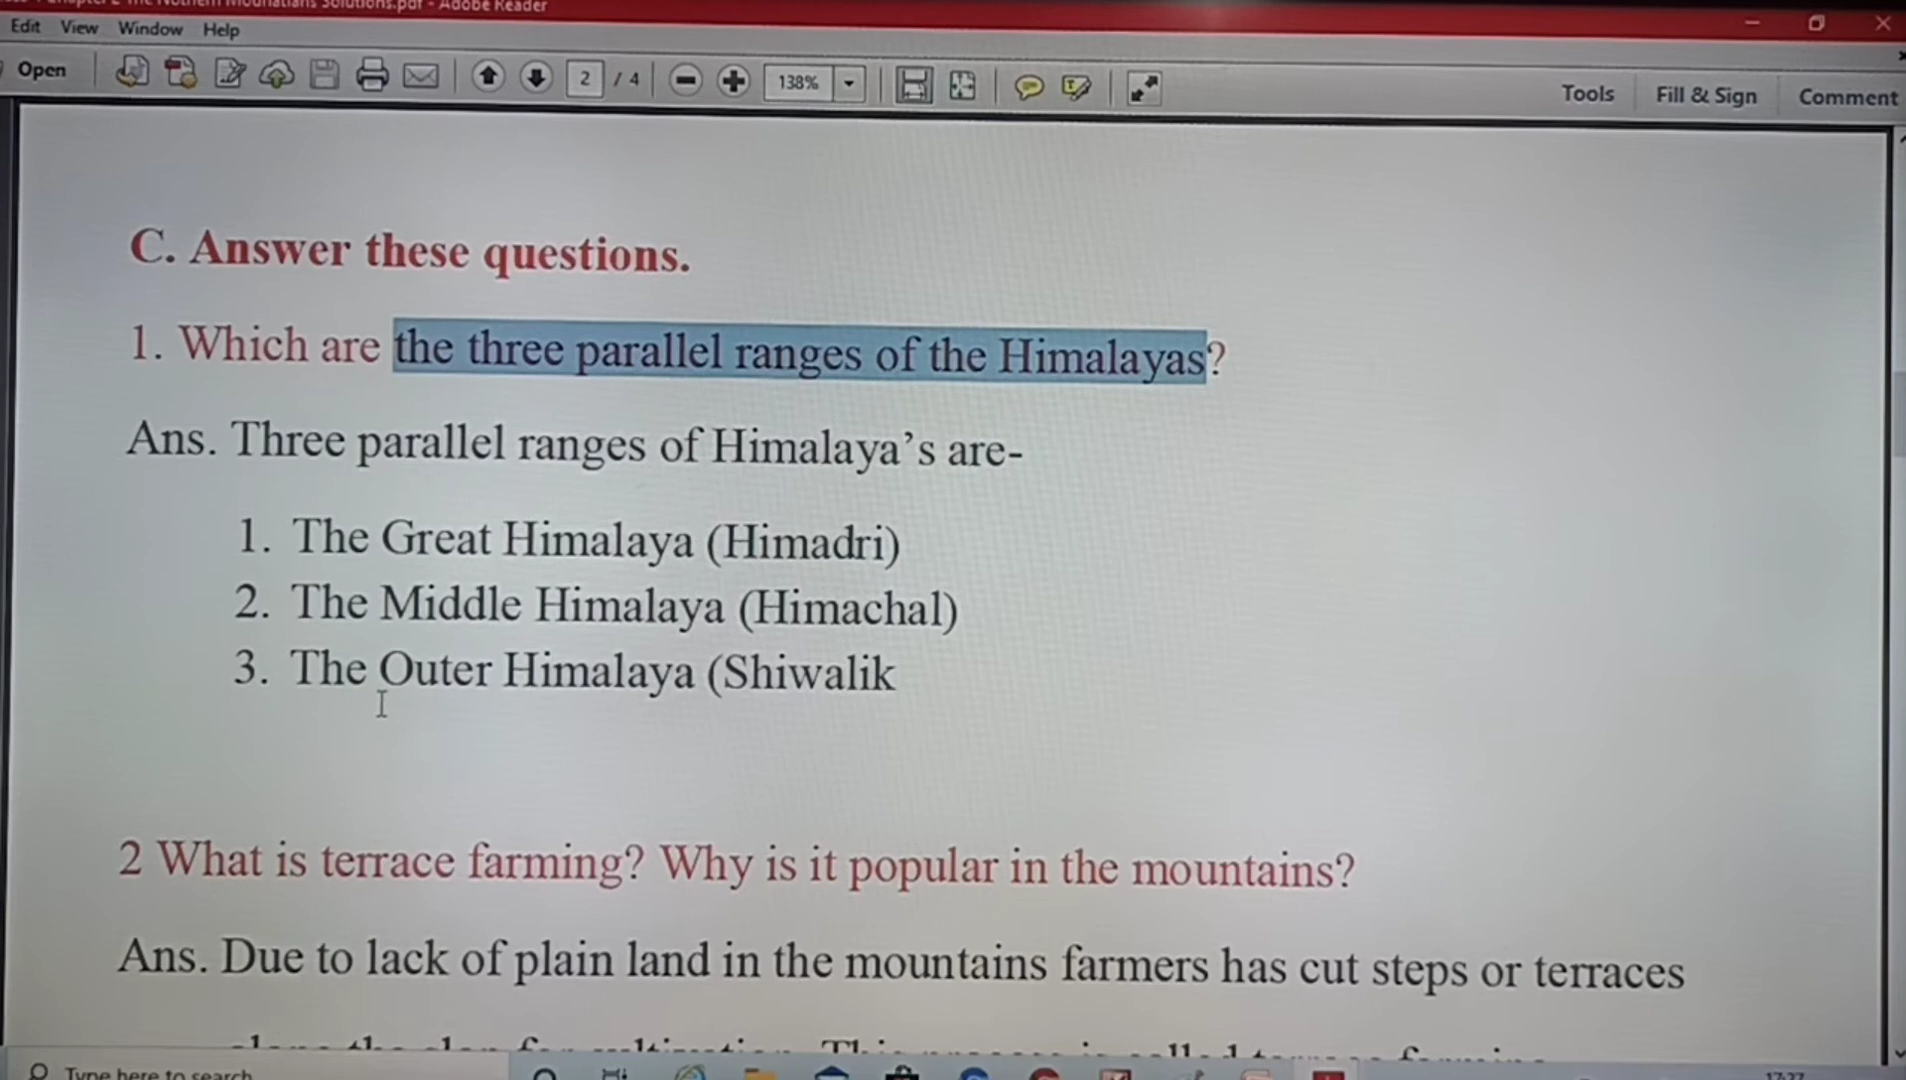 Solutions.pdf - Adobe Reader
Edit View Window Help
Open 2 / 4 138% Tools Fill & Sign Comment
C. Answer these questions.
1. Which are the three parallel ranges of the Himalayas?
Ans. Three parallel ranges of Himalaya’s are-
1. The Great Himalaya (Himadri)
2. The Middle Himalaya (Himachal)
3. The Outer Himalaya (Shiwalik
2 What is terrace farming? Why is it popular in the mountains?
Ans. Due to lack of plain land in the mountains farmers has cut steps or terraces
Type here to search